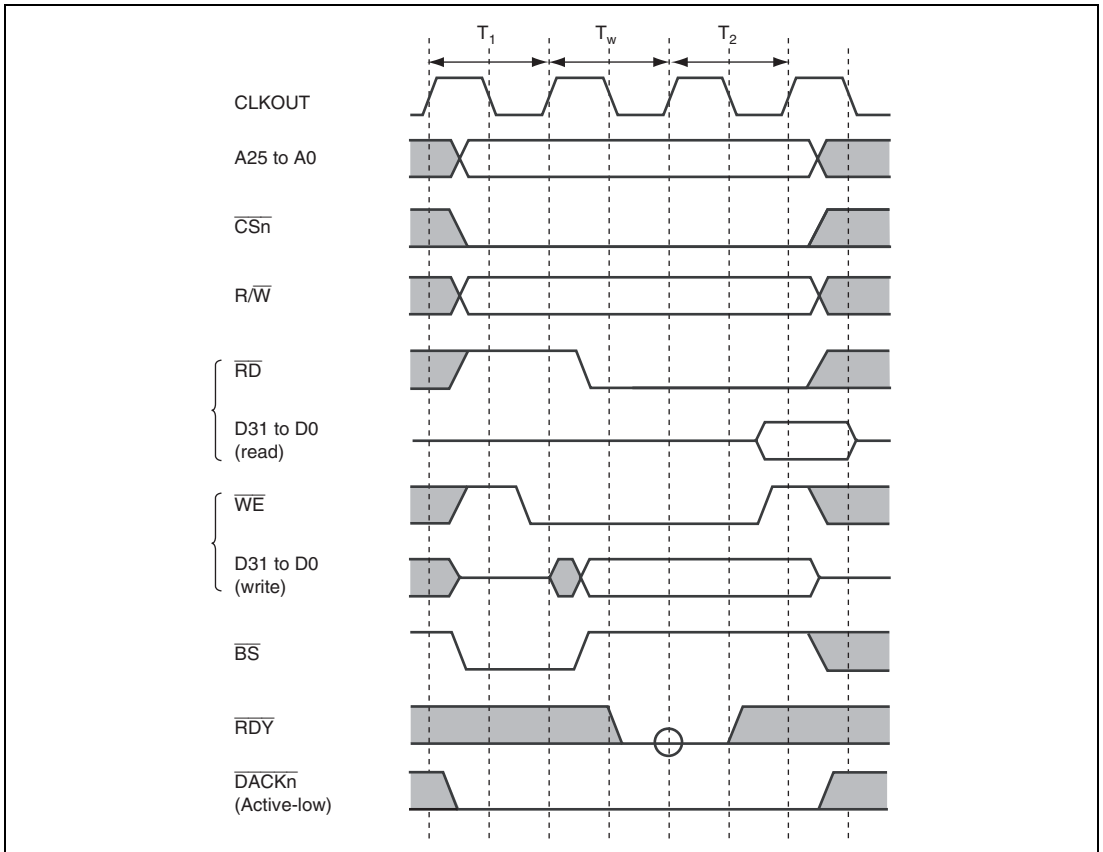 T1 Tw T2
CLKOUT
A25 to A0
CSn
R/W
RD
D31 to D0
(read)
WE
D31 to D0
(write)
BS
RDY
DACKn
(Active-low)